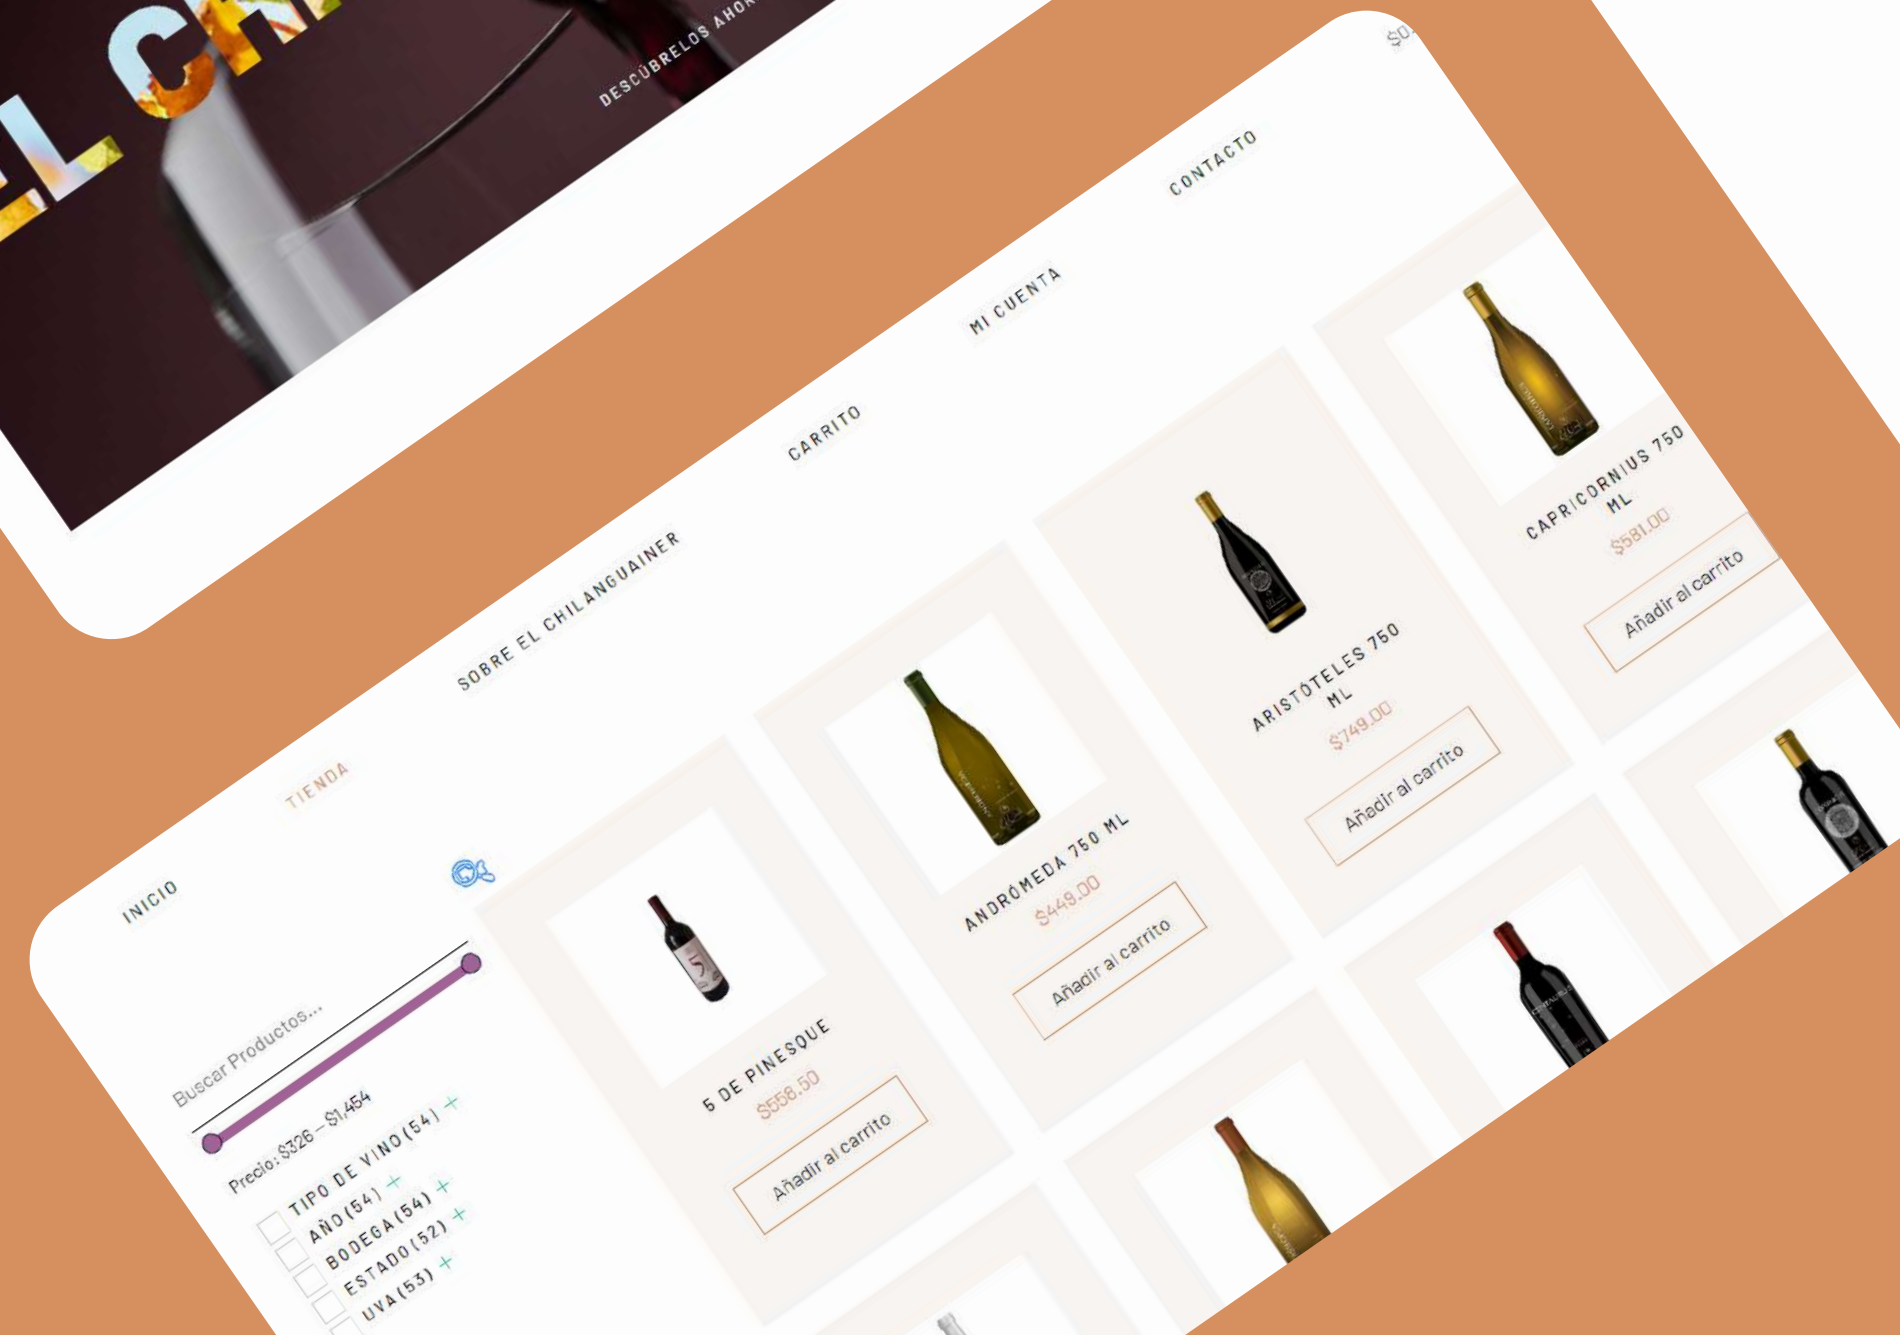 EL CH
DESCÚBRELOS AHOR
$0.
INICIO
TIENDA
SOBRE EL CHILANGUAINER
CARRITO
MI CUENTA
CONTACTO
Buscar Productos...
Precio: $326 — $1,454
TIPO DE VINO(54) +
AÑO(54) +
BODEGA(54) +
ESTADO(52) +
UVA(53) +
5 DE PINESQUE
$558.50
Añadir al carrito
ANDRÓMEDA 750 ML
$449.00
Añadir al carrito
ARISTÓTELES 750
ML
$749.00
Añadir al carrito
CAPRICORNIUS 750
ML
$581.00
Añadir al carrito